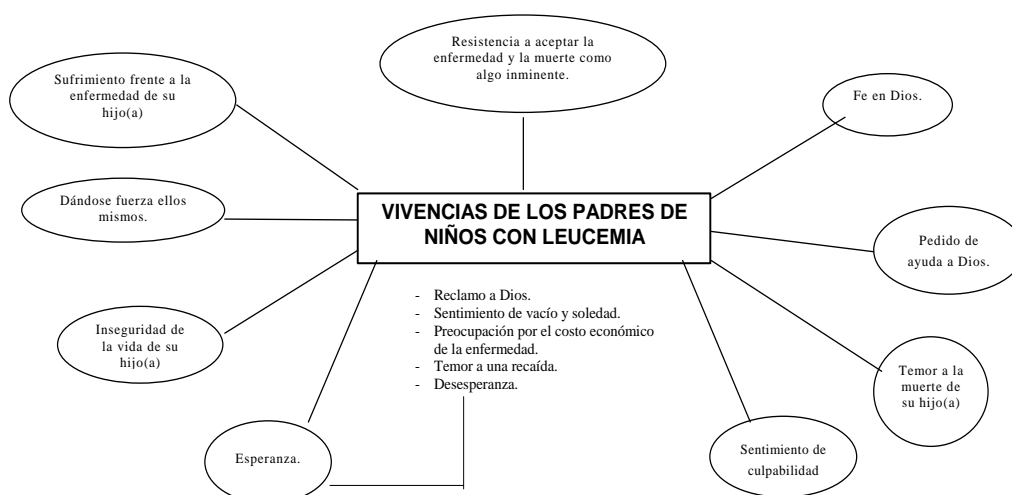 Resistencia a aceptar la
enfermedad y la muerte como
algo inminente.
Sufrimiento frente a la
enfermedad de su
hijo(a)
Fe en Dios.
Dándose fuerza ellos
mismos.
VIVENCIAS DE LOS PADRES DE
NIÑOS CON LEUCEMIA
Pedido de
ayuda a Dios.
- Reclamo a Dios.
- Sentimiento de vacío y soledad.
- Preocupación por el costo económico
de la enfermedad.
- Temor a una recaída.
- Desesperanza.
Inseguridad de
la vida de su
hijo(a)
Temor a la
muerte de
su hijo(a)
Esperanza.
Sentimiento de
culpabilidad